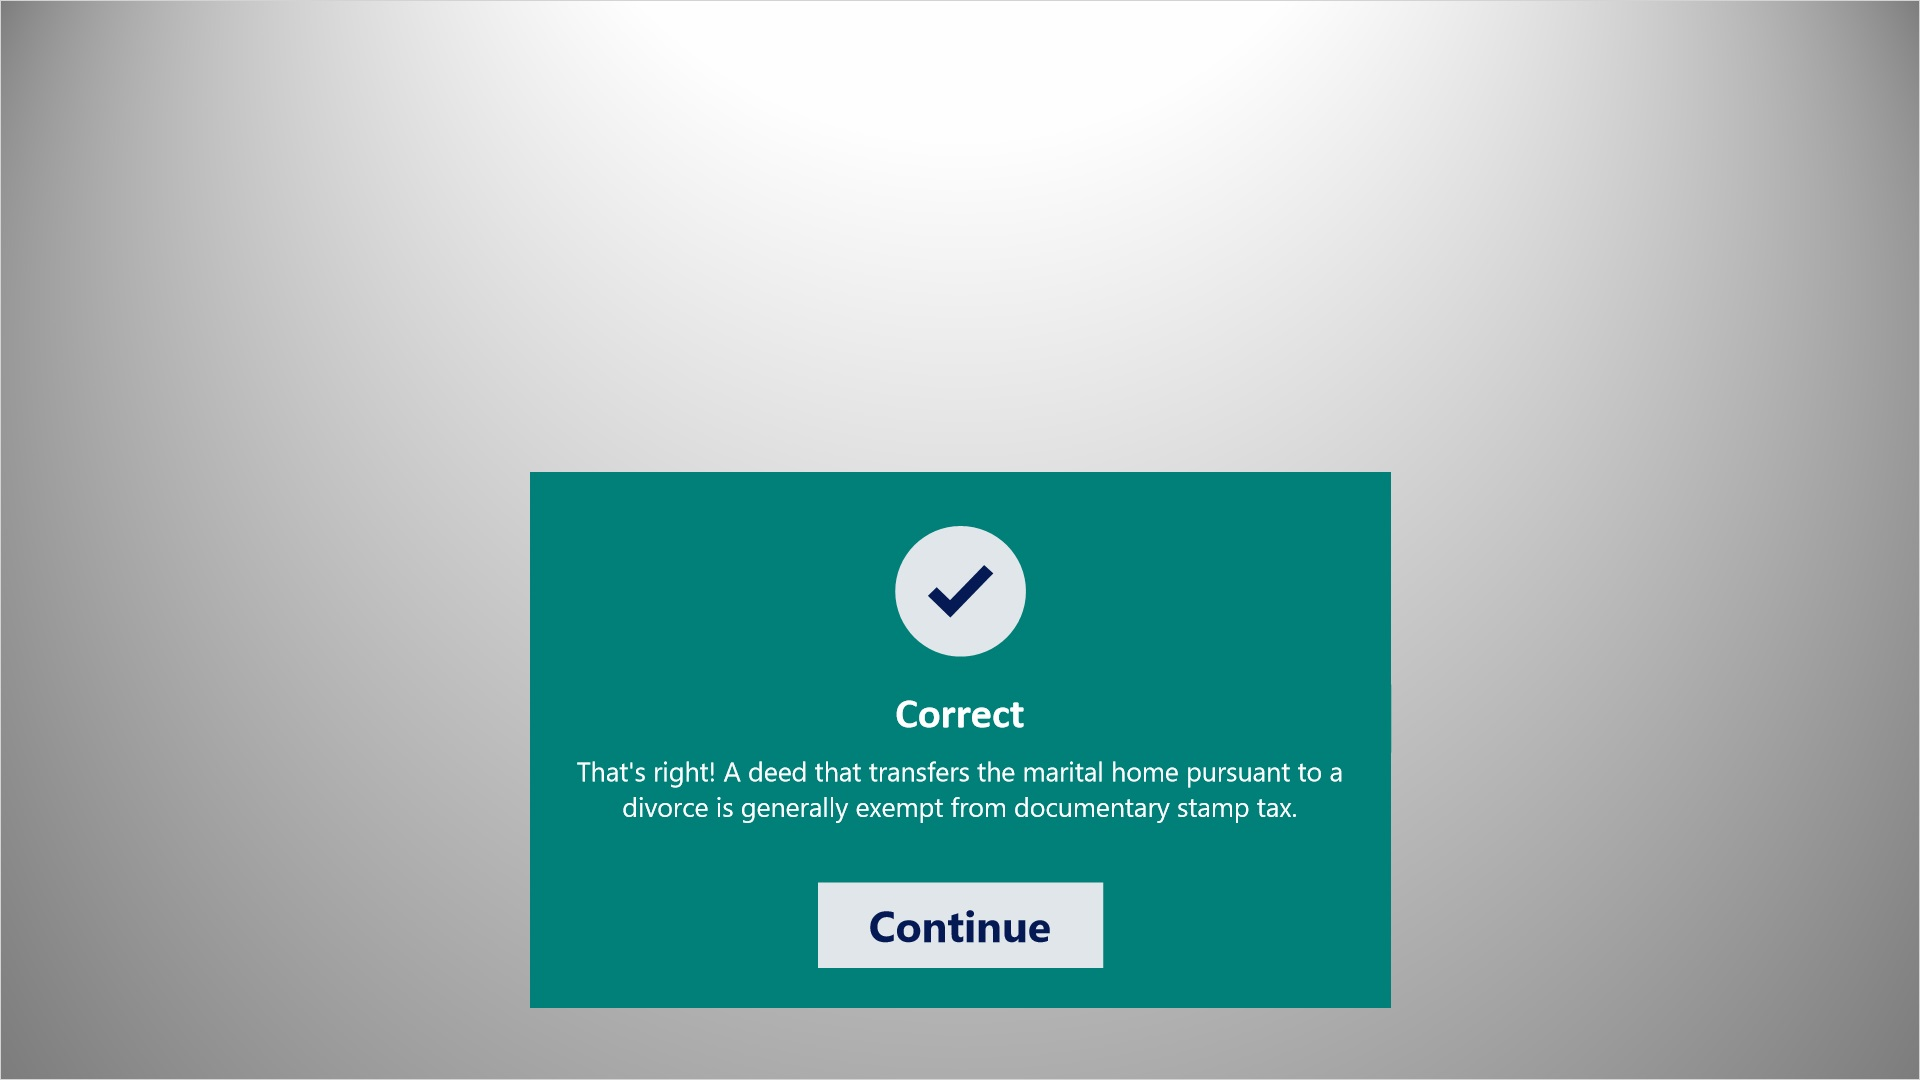 Correct
That's right! A deed that transfers the marital home pursuant to a
divorce is generally exempt from documentary stamp tax.
Continue